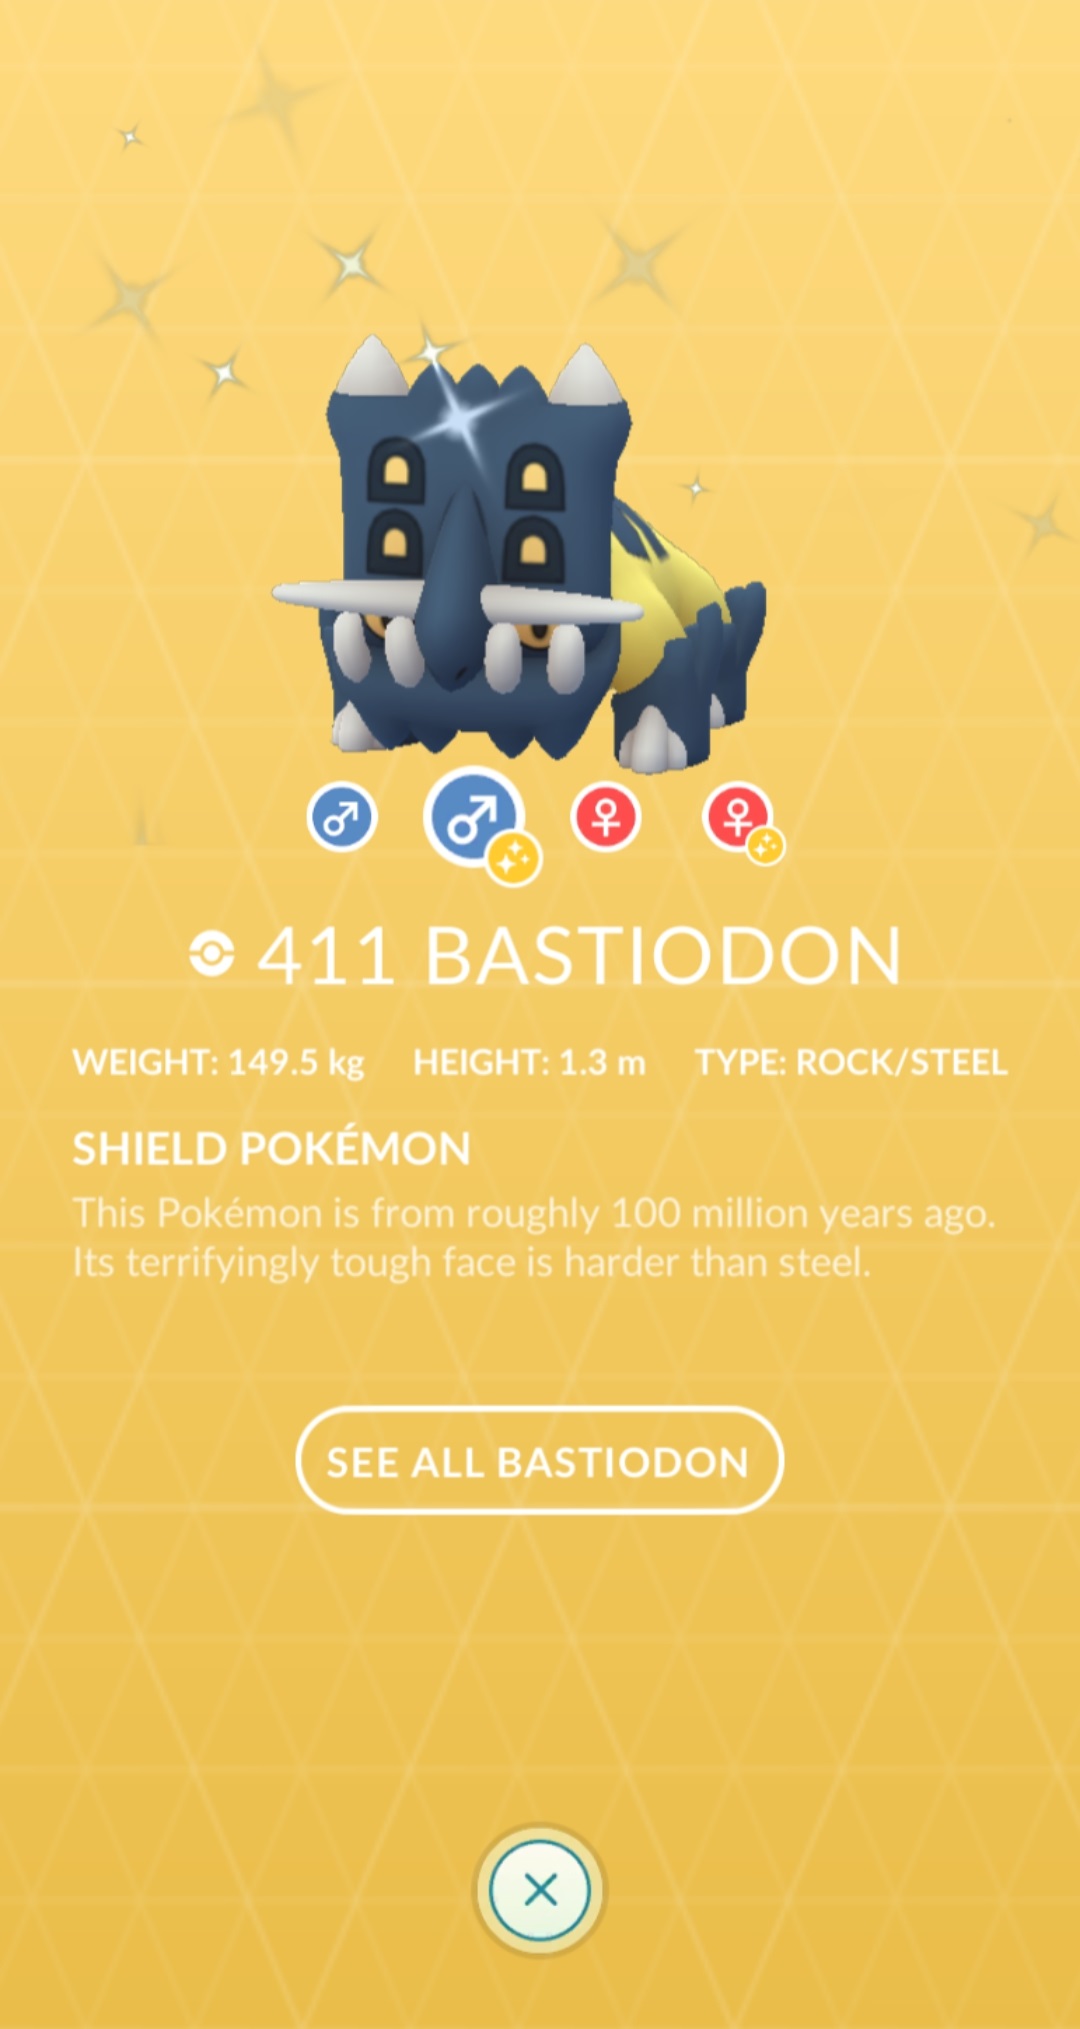 411 BASTIODON
WEIGHT: 149.5 kg HEIGHT: 1.3 m TYPE: ROCK/STEEL
SHIELD POKÉMON
This Pokémon is from roughly 100 million years ago.
Its terrifyingly tough face is harder than steel.
SEE ALL BASTIODON